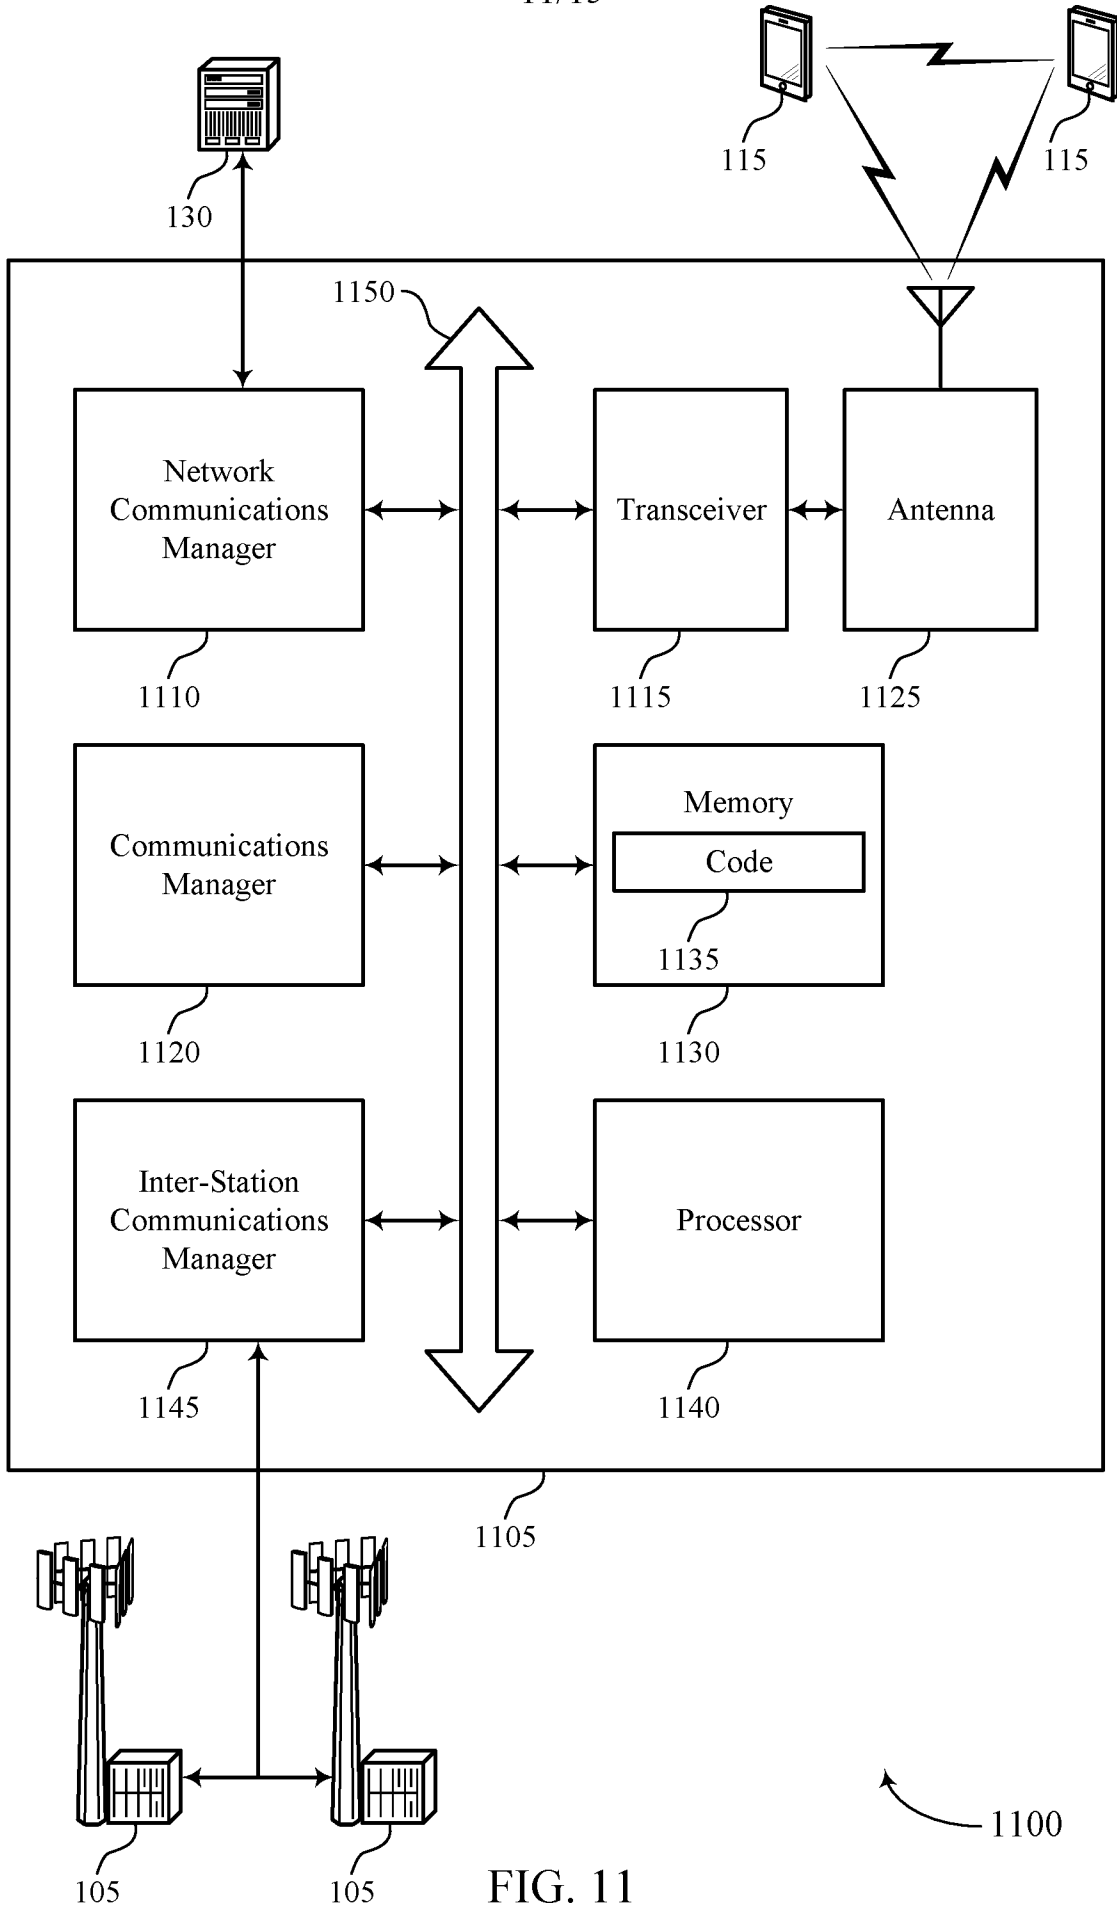 115
115
130
1150
Network
Communications
Manager
Transceiver
Antenna
1110
1115
1125
Communications
Manager
Memory
Code
1135
1120
1130
Inter-Station
Communications
Manager
Processor
1145
1140
1105
1100
105
105
FIG. 11